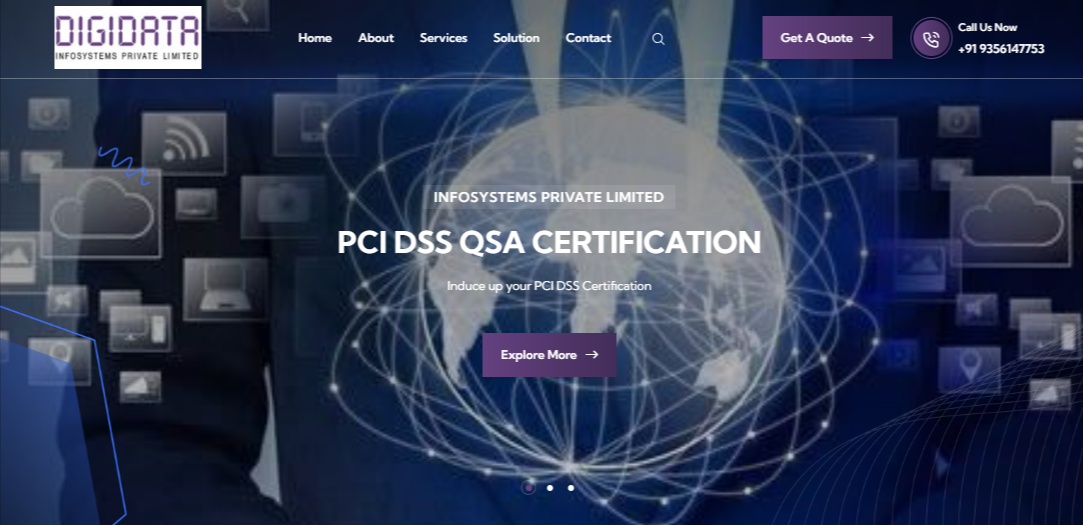 DIGIDATA
INFOSYSTEMS PRIVATE LIMITED
Home About Services Solution Contact
Get A Quote
Call Us Now
+91 9356147753
INFOSYSTEMS PRIVATE LIMITED
PCI DSS QSA CERTIFICATION
Induce up your PCI DSS Certification
Explore More